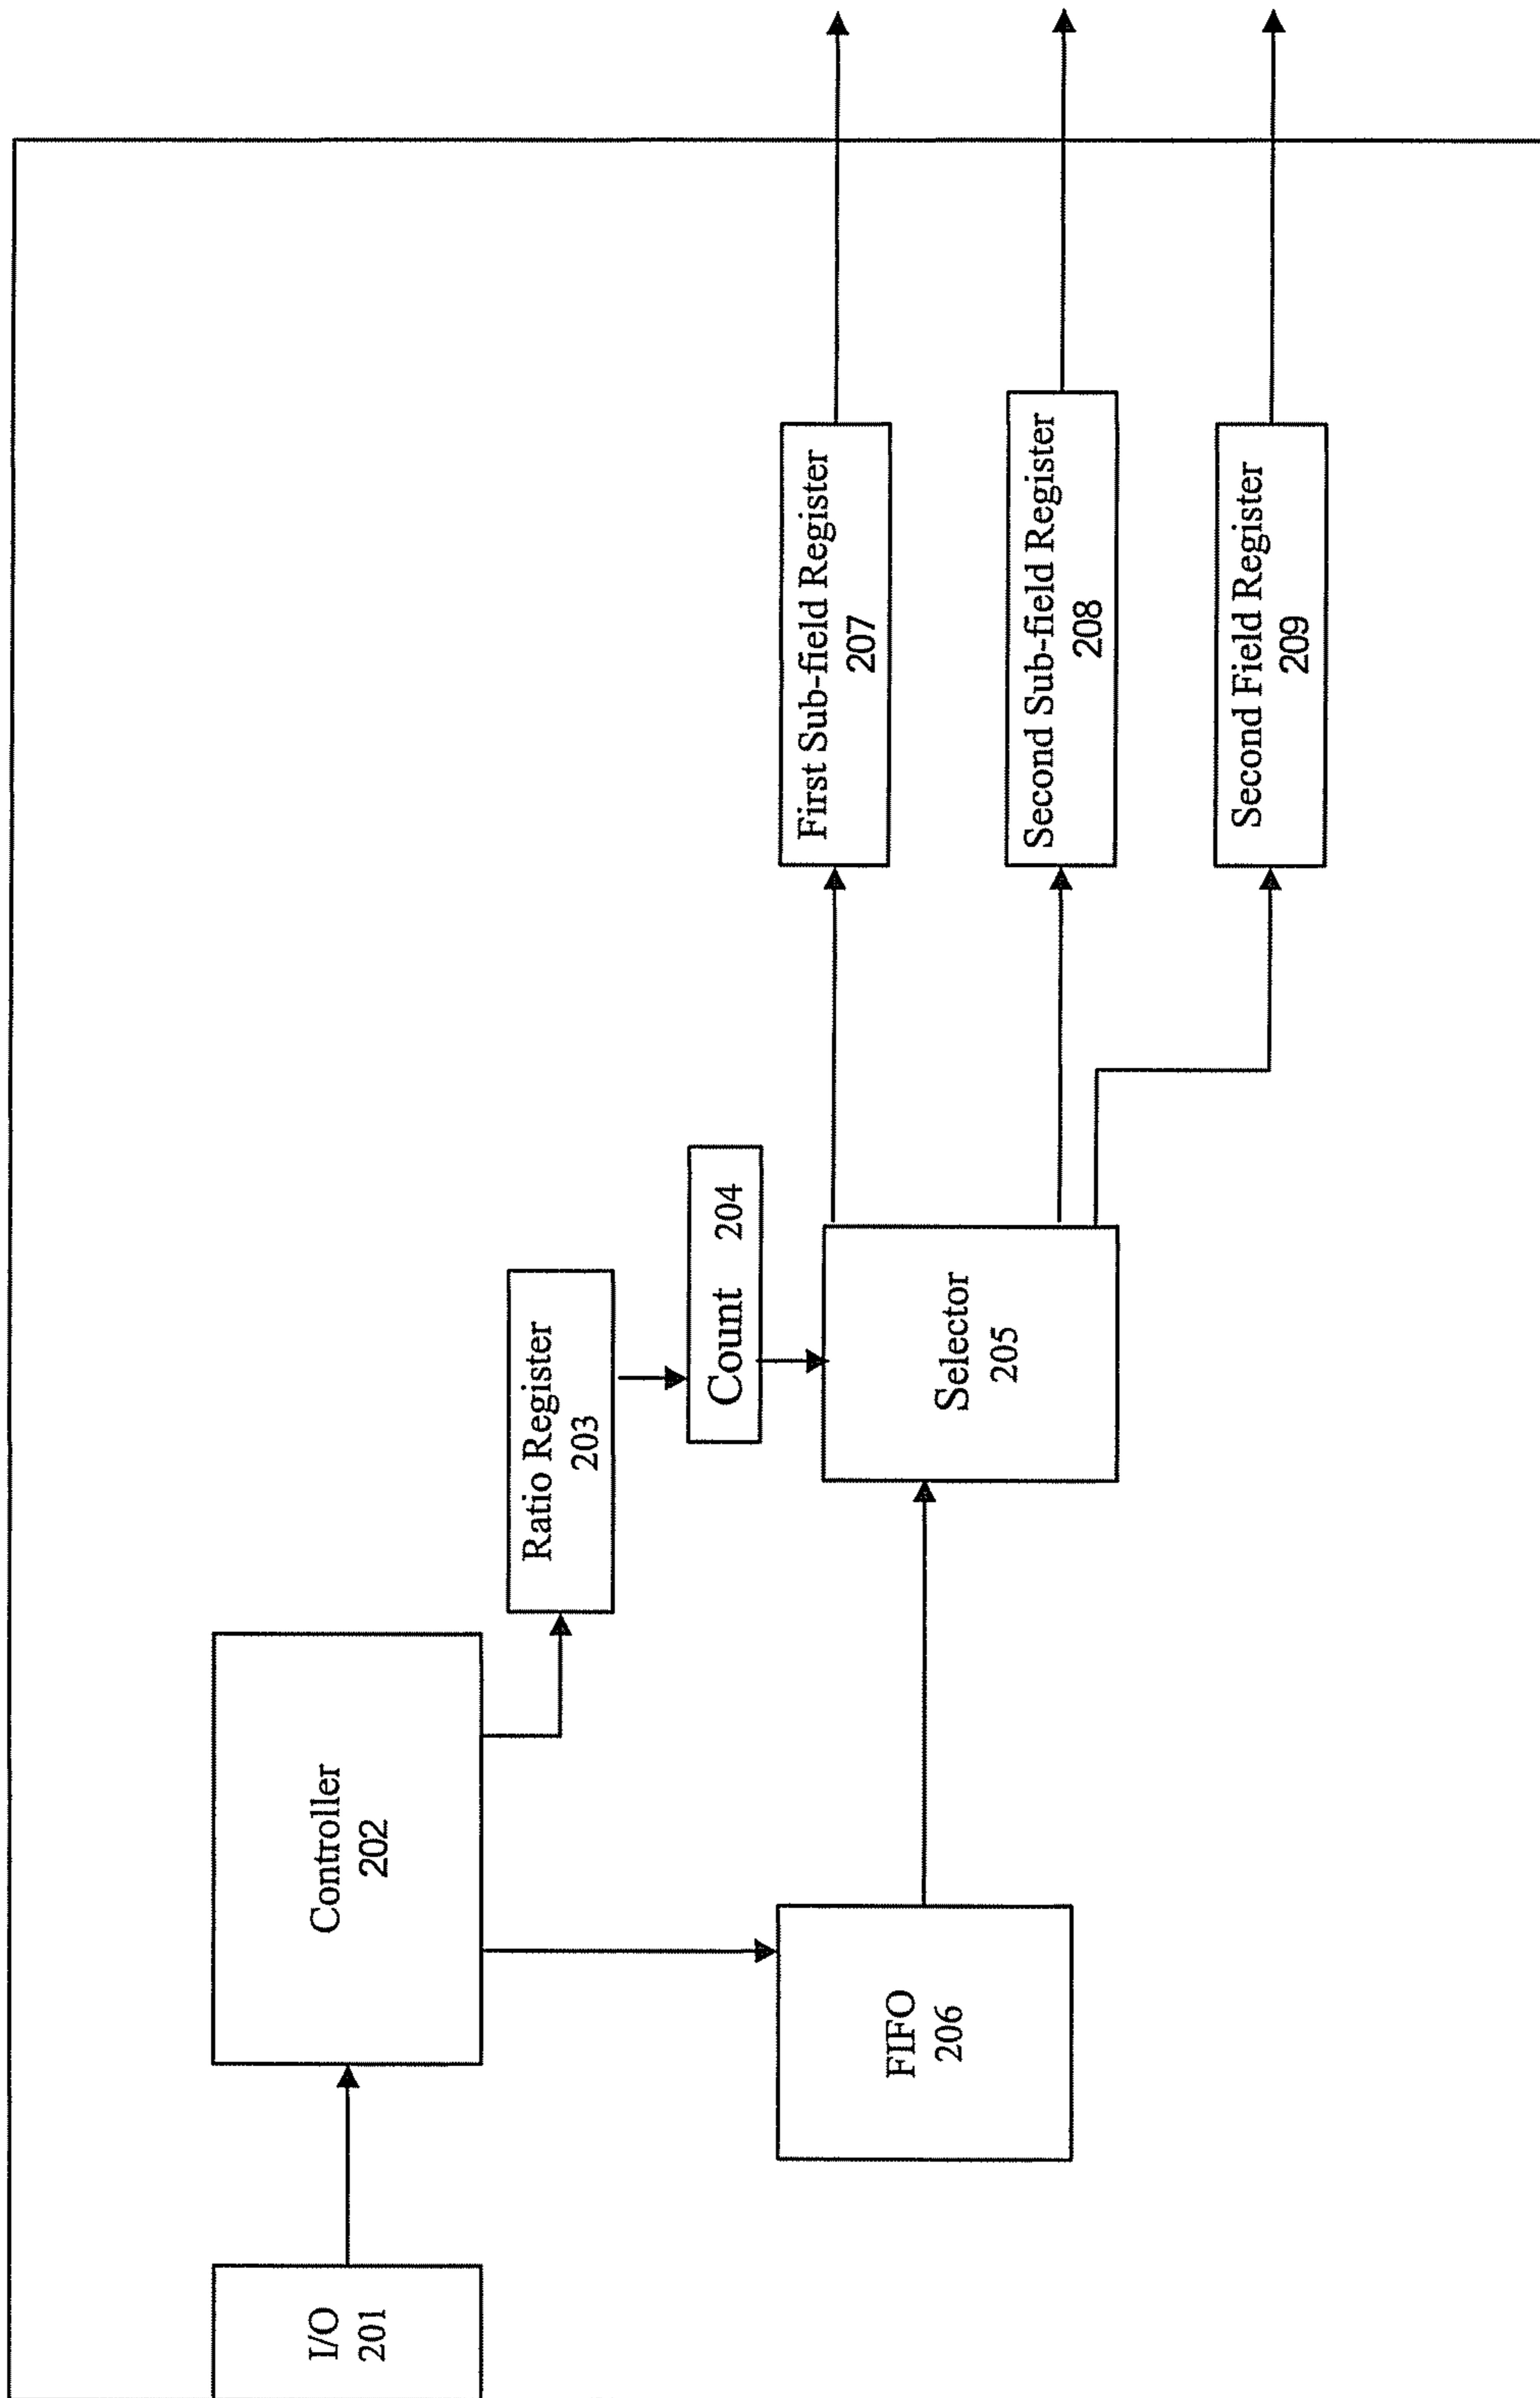 I/O
201
Controller
202
Ratio Register
203
Count 204
Selector
205
FIFO
206
First Sub-field Register
207
Second Sub-field Register
208
Second Field Register
209